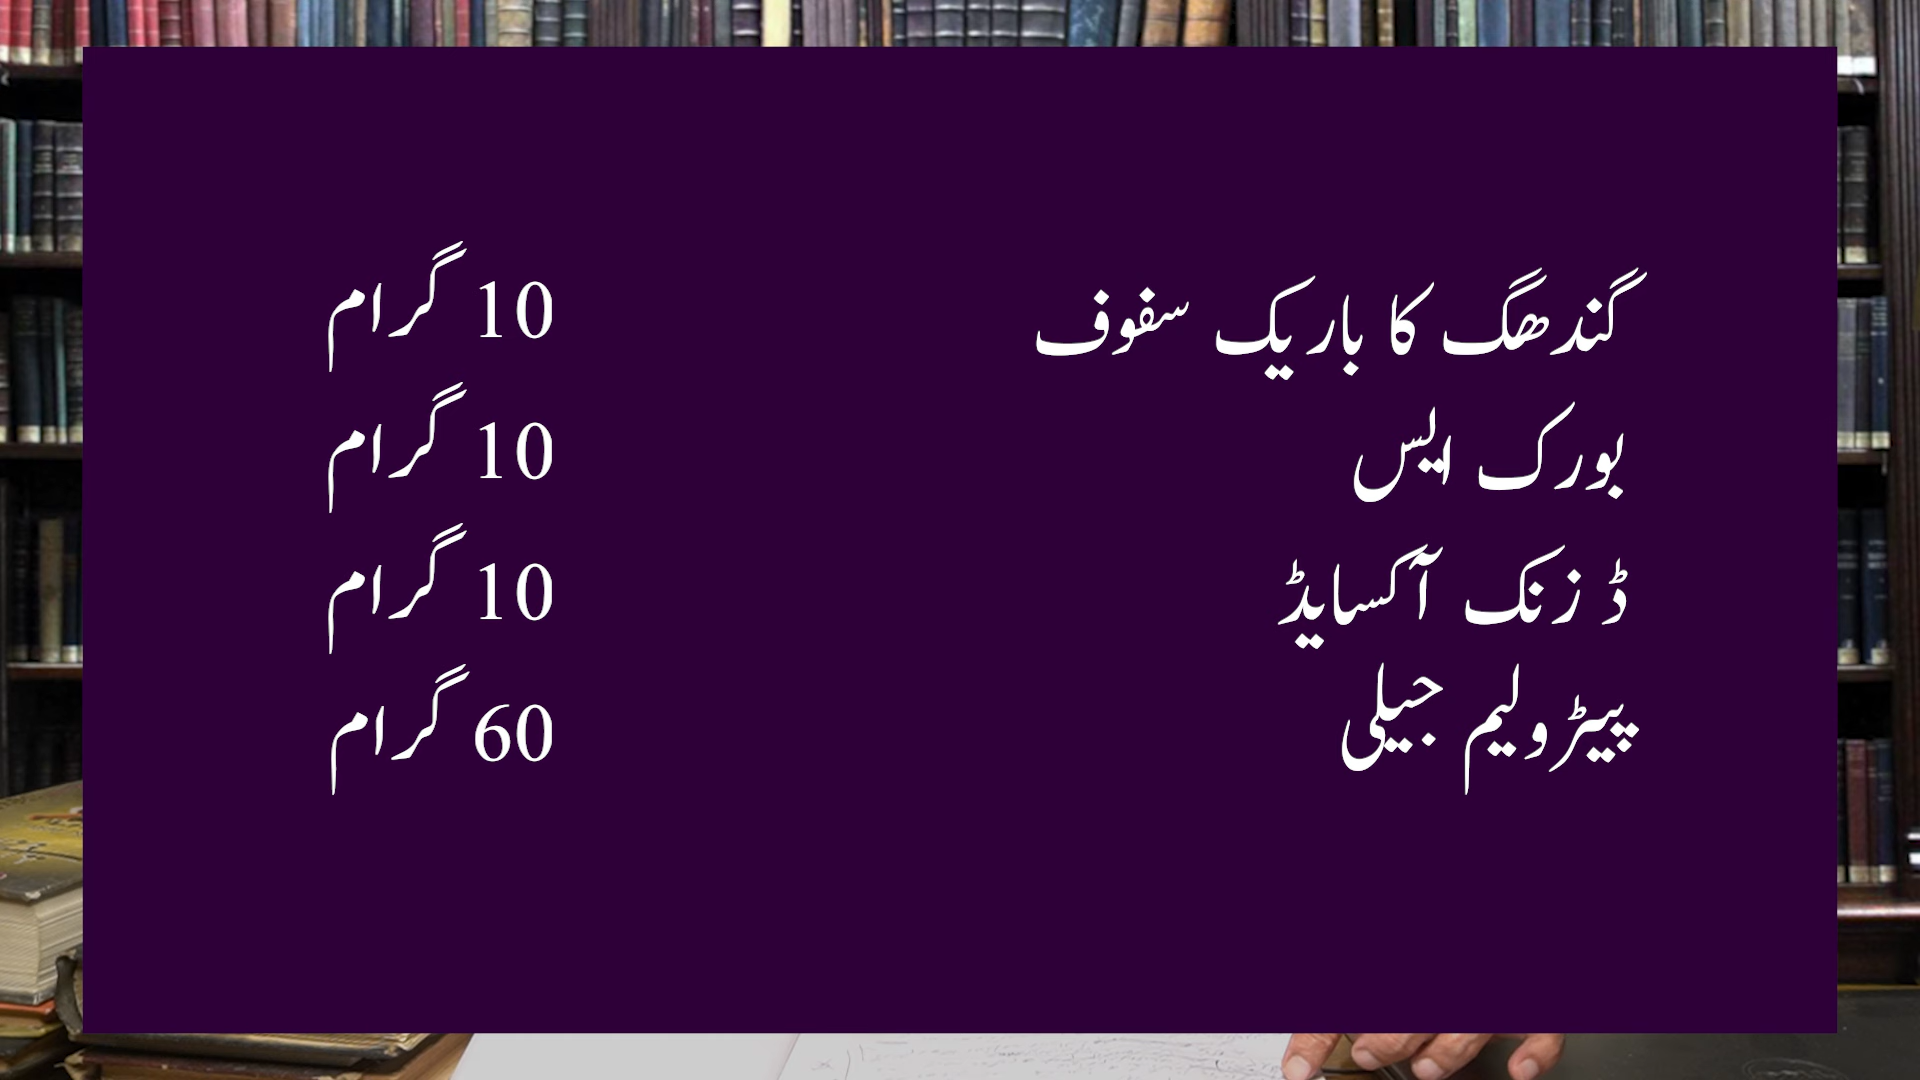 گندھگ کا باریک سفوف 10 گرام
بورک ایس 10 گرام
ڈ زنک آکسایڈ 10 گرام
پیٹرولیم جیلی 60 گرام